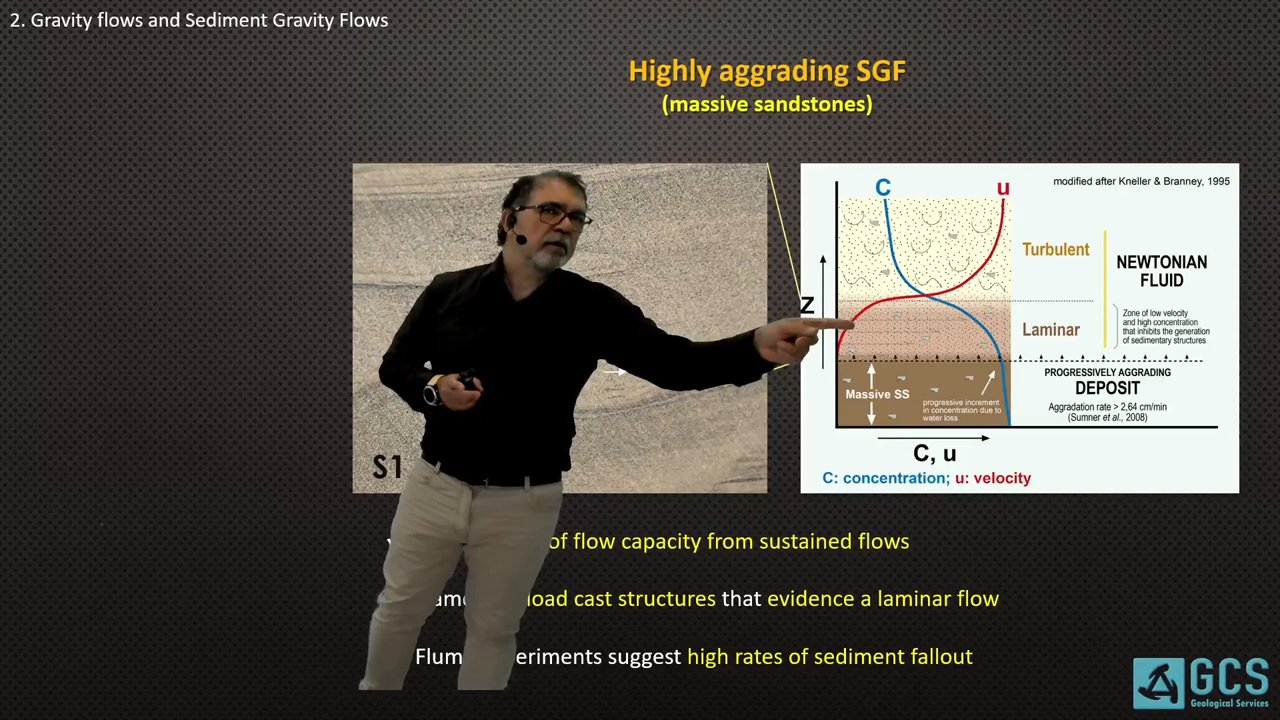 2. Gravity flows and Sediment Gravity Flows
Highly aggrading SGF
(massive sandstones)
S1
modified after Kneller & Branney, 1995
C
u
Z
Turbulent
NEWTONIAN
FLUID
Laminar
Zone of low velocity
and high concentration
that inhibits the generation
of sedimentary structures
Massive SS
progressive increment
in concentration due to
water loss
PROGRESSIVELY AGGRADING
DEPOSIT
Aggradation rate > 2,64 cm/min
(Sumner et al., 2008)
C, u
C: concentration; u: velocity
of flow capacity from sustained flows
load cast structures that evidence a laminar flow
suggest high rates of sediment fallout
GCS
Geological Services